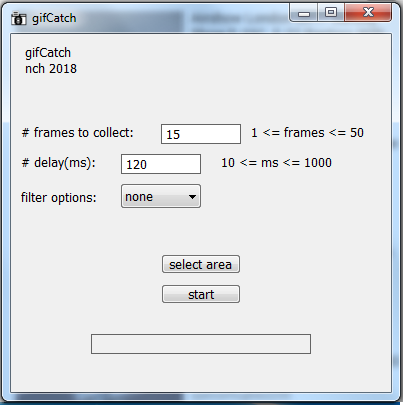 gifCatch
gifCatch
nch 2018
# frames to collect: 15 1 <= frames <= 50
# delay(ms): 120 10 <= ms <= 1000
filter options: none
select area
start